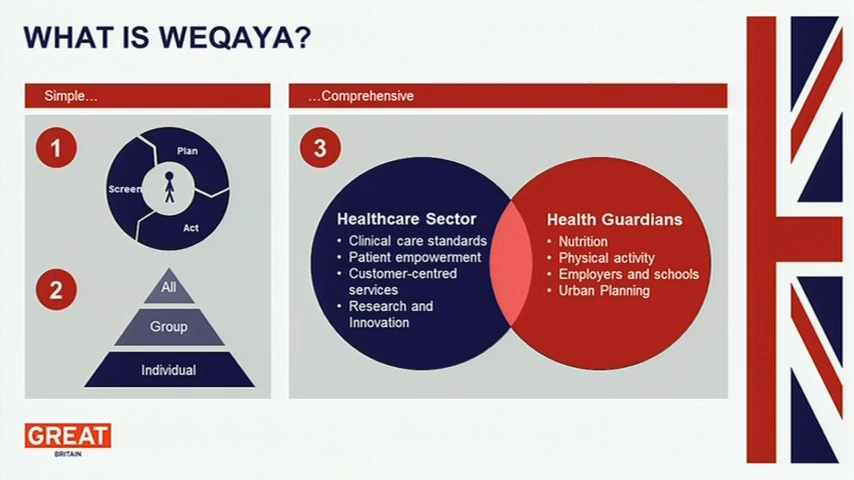 WHAT IS WEQAYA?
Simple...
1
Plan
Screen
Act
2
All
Group
Individual
...Comprehensive
3
Healthcare Sector
• Clinical care standards
• Patient empowerment
• Customer-centred
services
• Research and
Innovation
Health Guardians
• Nutrition
• Physical activity
• Employers and schools
• Urban Planning
GREAT
BRITAIN